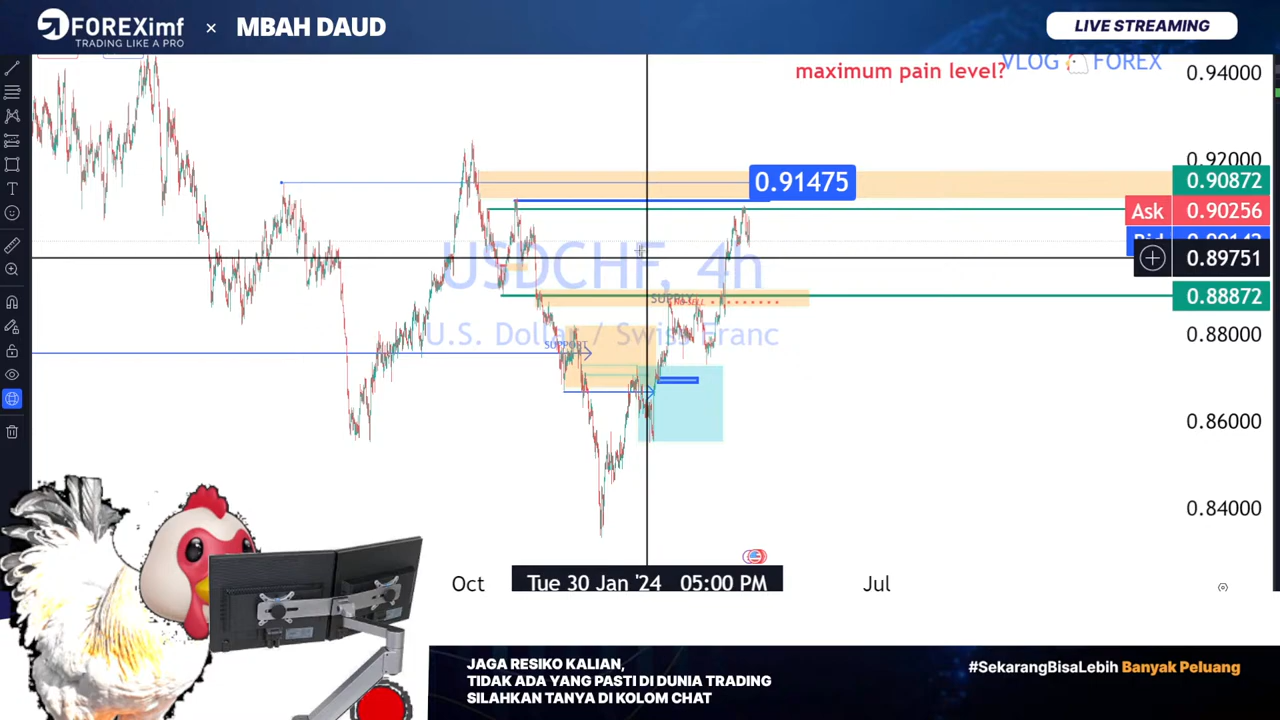 FOREXimf
TRADING LIKE A PRO
×
MBAH DAUD
LIVE STREAMING
maximum pain level?
VLOG FOREX
0.94000
0.92000
0.91475
0.90872
Ask 0.90256
0.89751
USDCHF, 4h
SUPPLY
0.88872
U.S. Dollar / Swiss Franc
0.88000
SUPPORT
0.86000
0.84000
Oct
Tue 30 Jan '24 05:00 PM
Jul
JAGA RESIKO KALIAN,
TIDAK ADA YANG PASTI DI DUNIA TRADING
SILAHKAN TANYA DI KOLOM CHAT
#SekarangBisaLebih Banyak Peluang